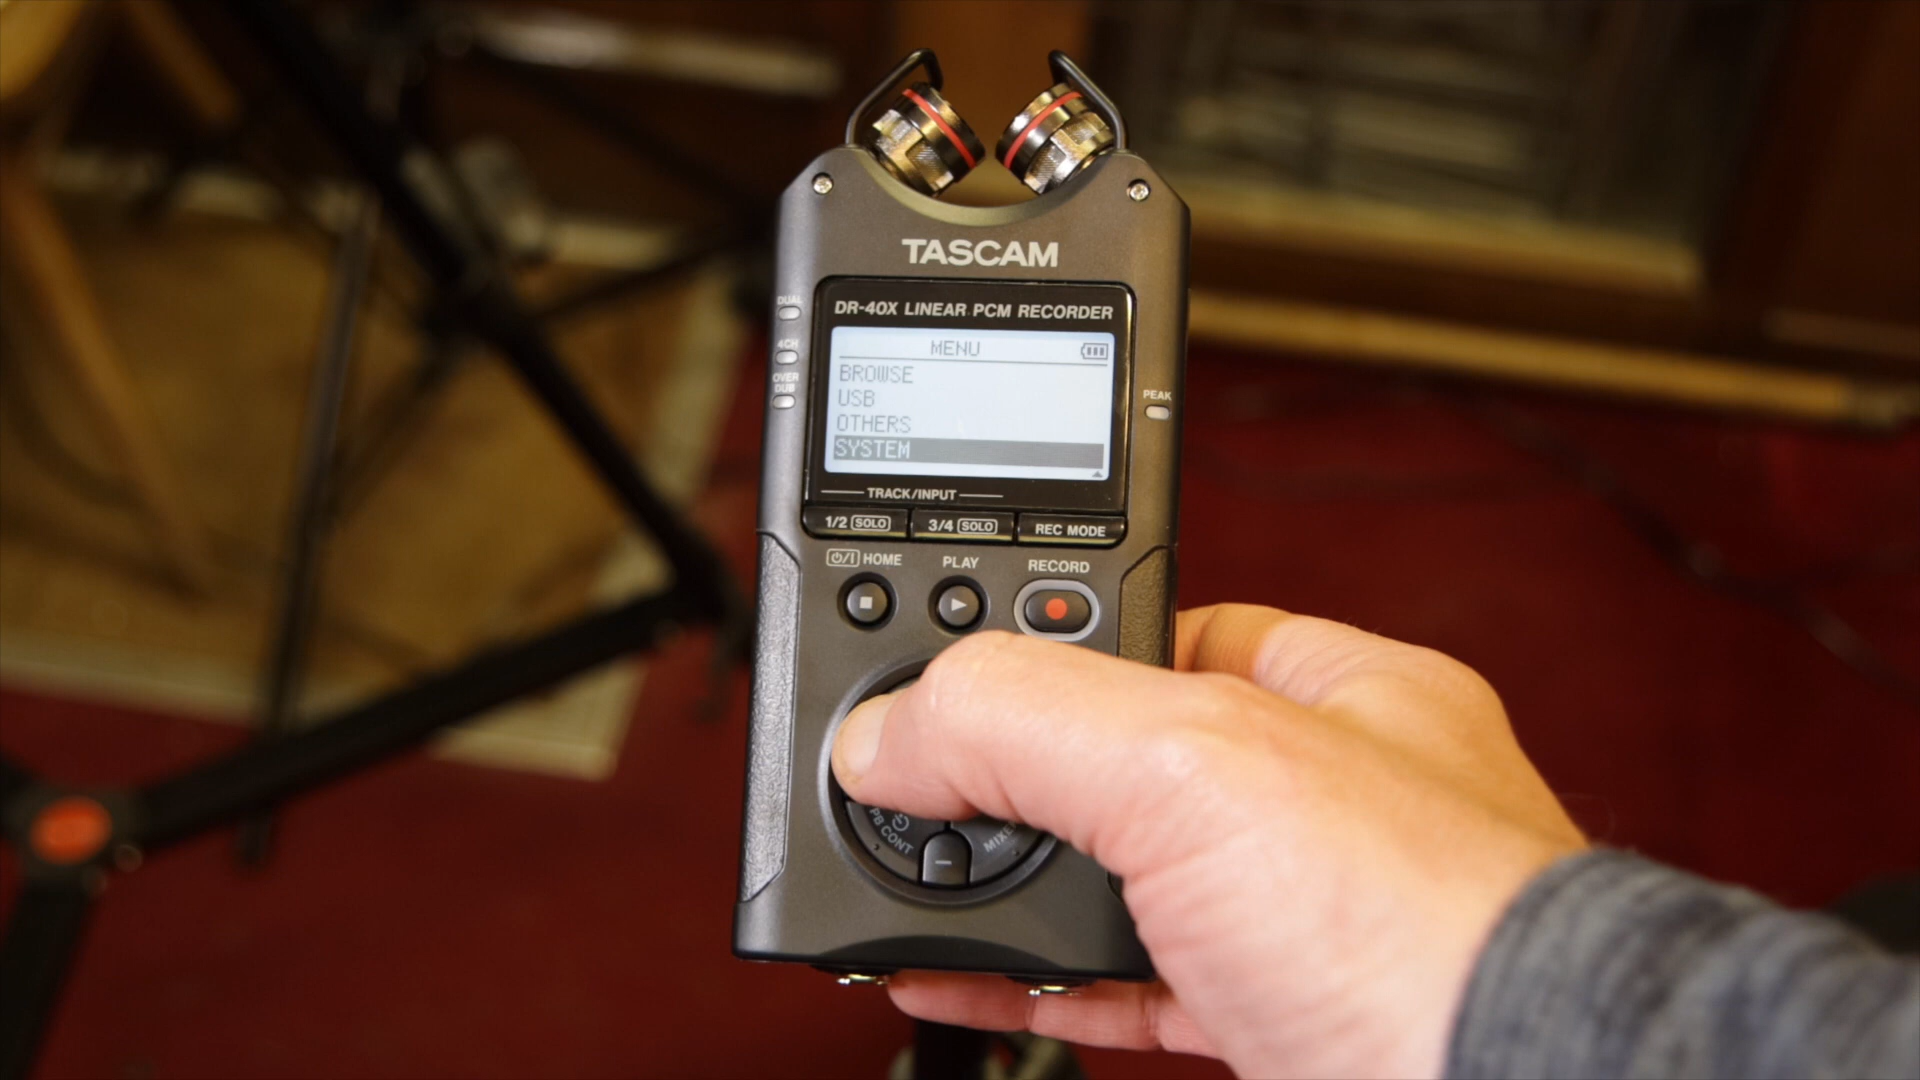 TASCAM
DR-40X LINEAR PCM RECORDER
DUAL
4CH
OVER
DUB
PEAK
MENU
BROWSE
USB
OTHERS
SYSTEM
TRACK/INPUT
1/2 SOLO
3/4 SOLO
REC MODE
⏻/I HOME
PLAY
RECORD
PB CONT